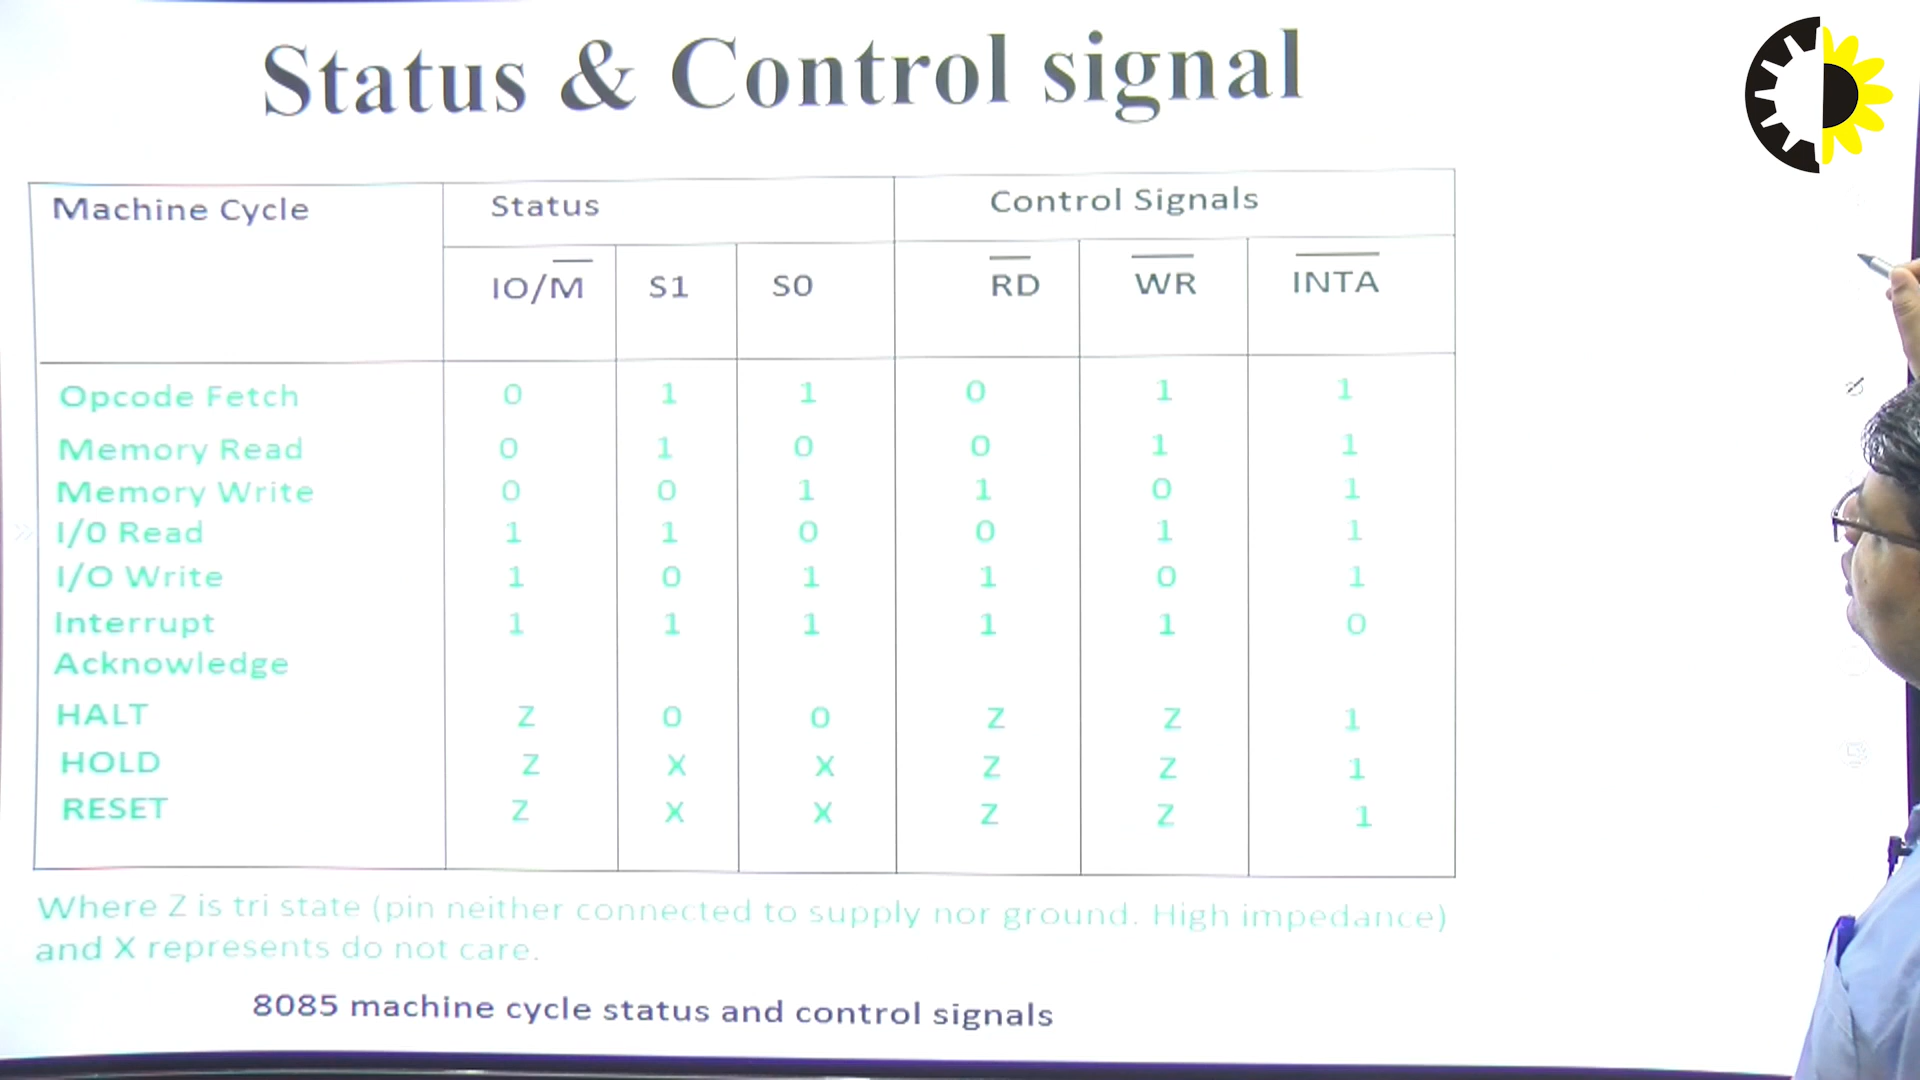 Status & Control signal
Machine Cycle Status Control Signals
IO/M̅ S1 S0 R̅D̅ W̅R̅ I̅N̅T̅A̅
Opcode Fetch 0 1 1 0 1 1
Memory Read 0 1 0 0 1 1
Memory Write 0 0 1 1 0 1
I/0 Read 1 1 0 0 1 1
I/O Write 1 0 1 1 0 1
Interrupt 1 1 1 1 1 0
Acknowledge
HALT Z 0 0 Z Z 1
HOLD Z X X Z Z 1
RESET Z X X Z Z 1
Where Z is tri state (pin neither connected to supply nor ground. High impedance)
and X represents do not care.
8085 machine cycle status and control signals